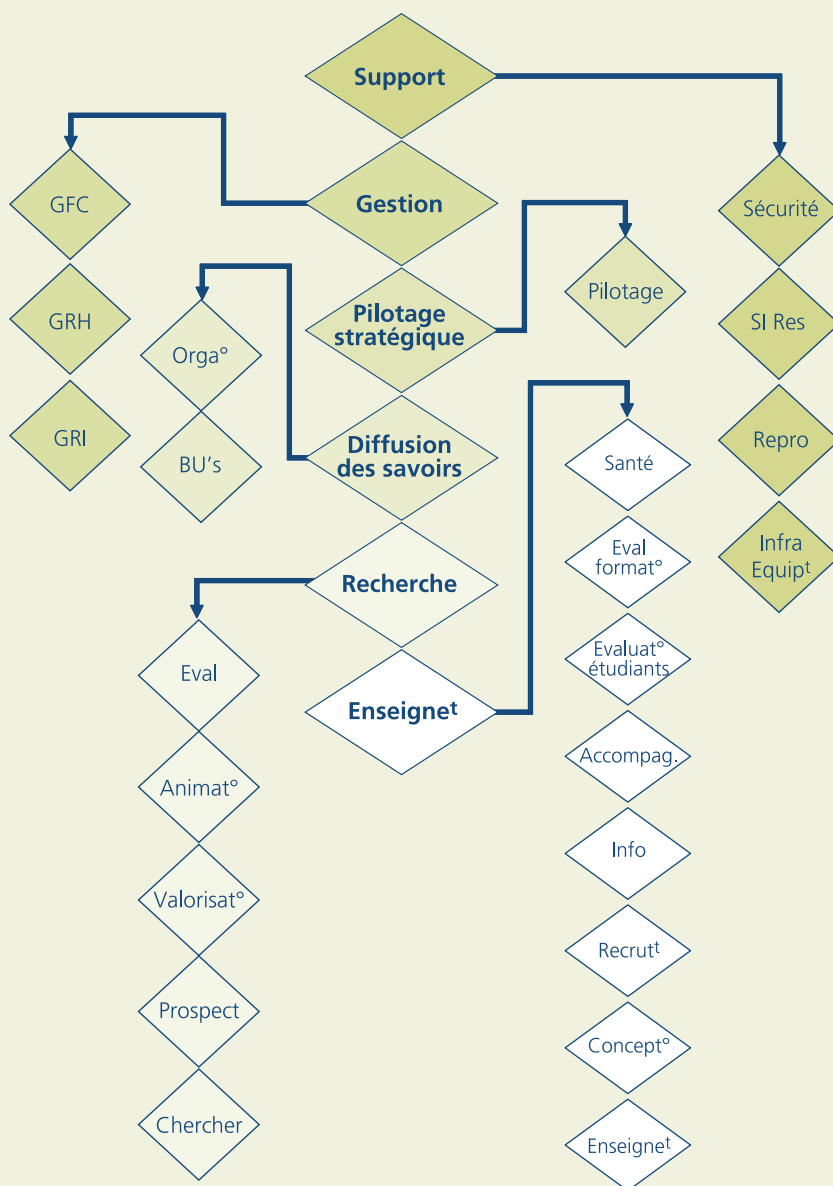 Support
Gestion
Pilotage
stratégique
Diffusion
des savoirs
Recherche
Enseigneᵗ
GFC
GRH
GRI
Orga°
BU's
Pilotage
Sécurité
SI Res
Repro
Infra
Equipᵗ
Santé
Eval
format°
Evaluat°
étudiants
Accompag.
Info
Recrutᵗ
Concept°
Enseigneᵗ
Eval
Animat°
Valorisat°
Prospect
Chercher